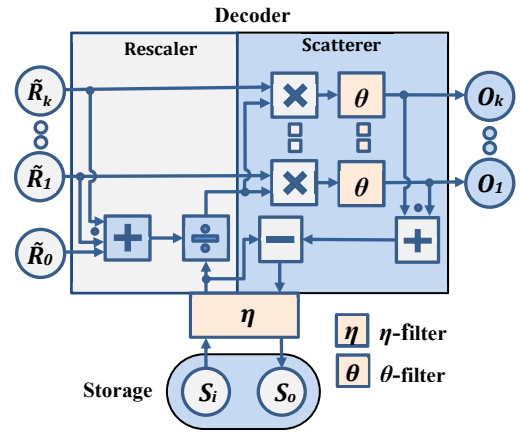 Decoder
Rescaler
Scatterer
R̃k
× θ
Ok
R̃1
× θ
O1
R̃0
+ ÷ − +
η
η η-filter
θ θ-filter
Storage
Si So